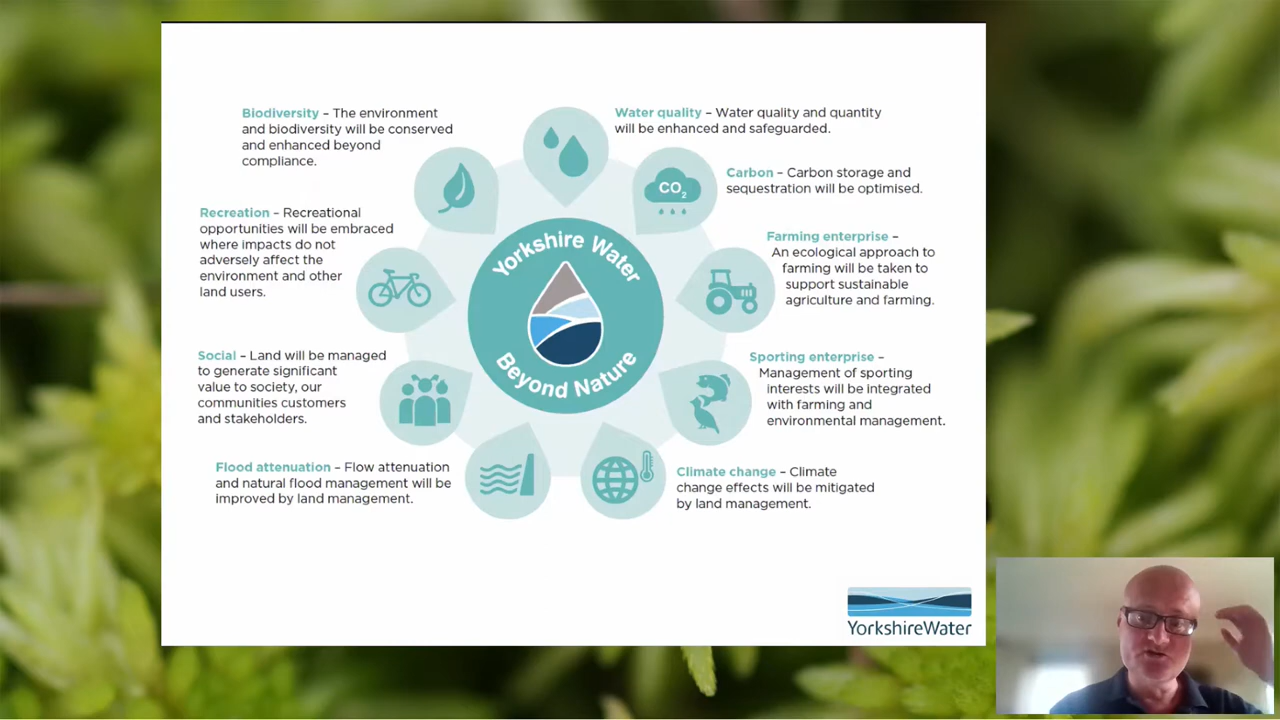 Biodiversity – The environment
and biodiversity will be conserved
and enhanced beyond
compliance.
Water quality – Water quality and quantity
will be enhanced and safeguarded.
Carbon – Carbon storage and
sequestration will be optimised.
CO2
Recreation – Recreational
opportunities will be embraced
where impacts do not
adversely affect the
environment and other
land users.
Farming enterprise –
An ecological approach to
farming will be taken to
support sustainable
agriculture and farming.
Yorkshire Water
Beyond Nature
Social – Land will be managed
to generate significant
value to society, our
communities customers
and stakeholders.
Sporting enterprise –
Management of sporting
interests will be integrated
with farming and
environmental management.
Flood attenuation – Flow attenuation
and natural flood management will be
improved by land management.
Climate change – Climate
change effects will be mitigated
by land management.
YorkshireWater